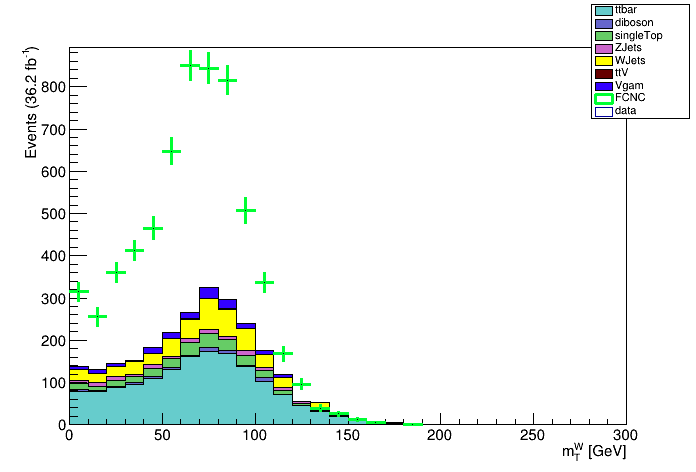 ttbar
diboson
singleTop
ZJets
WJets
ttV
Vgam
FCNC
data
Events (36.2 fb⁻¹)
800
700
600
500
400
300
200
100
0
0 50 100 150 200 250 300
m_T^W [GeV]